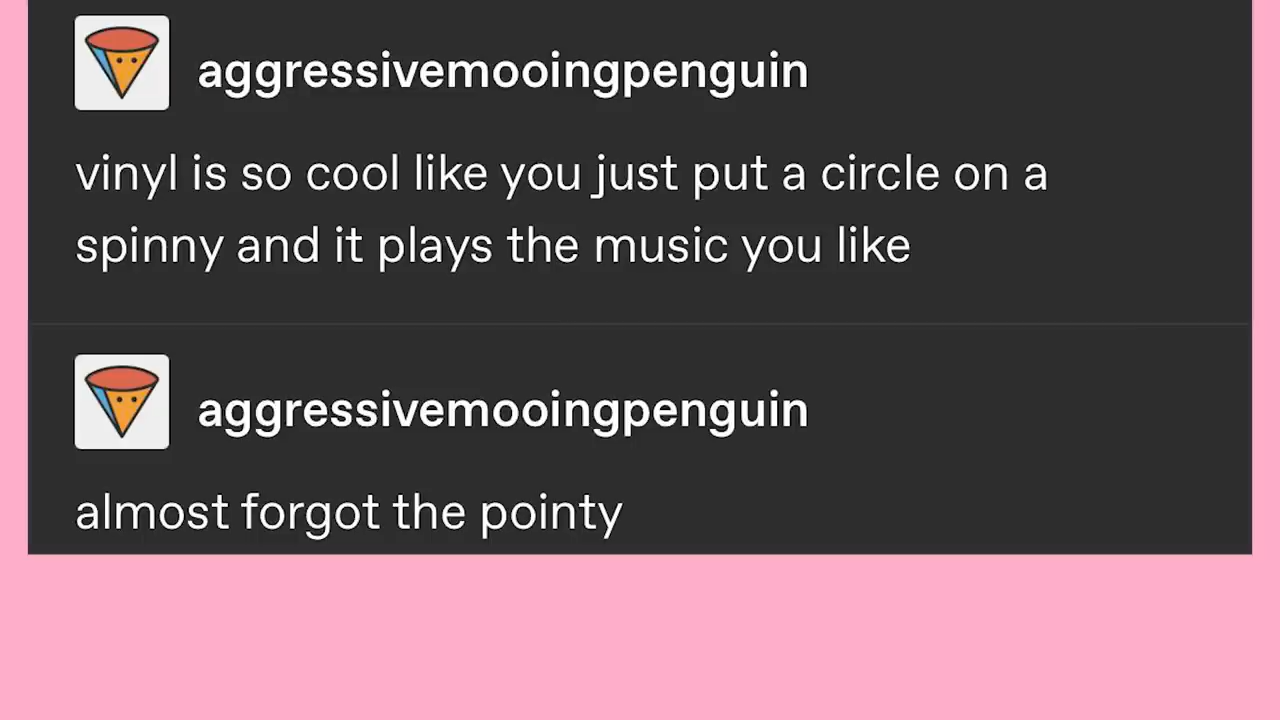 aggressivemooingpenguin
vinyl is so cool like you just put a circle on a
spinny and it plays the music you like
aggressivemooingpenguin
almost forgot the pointy